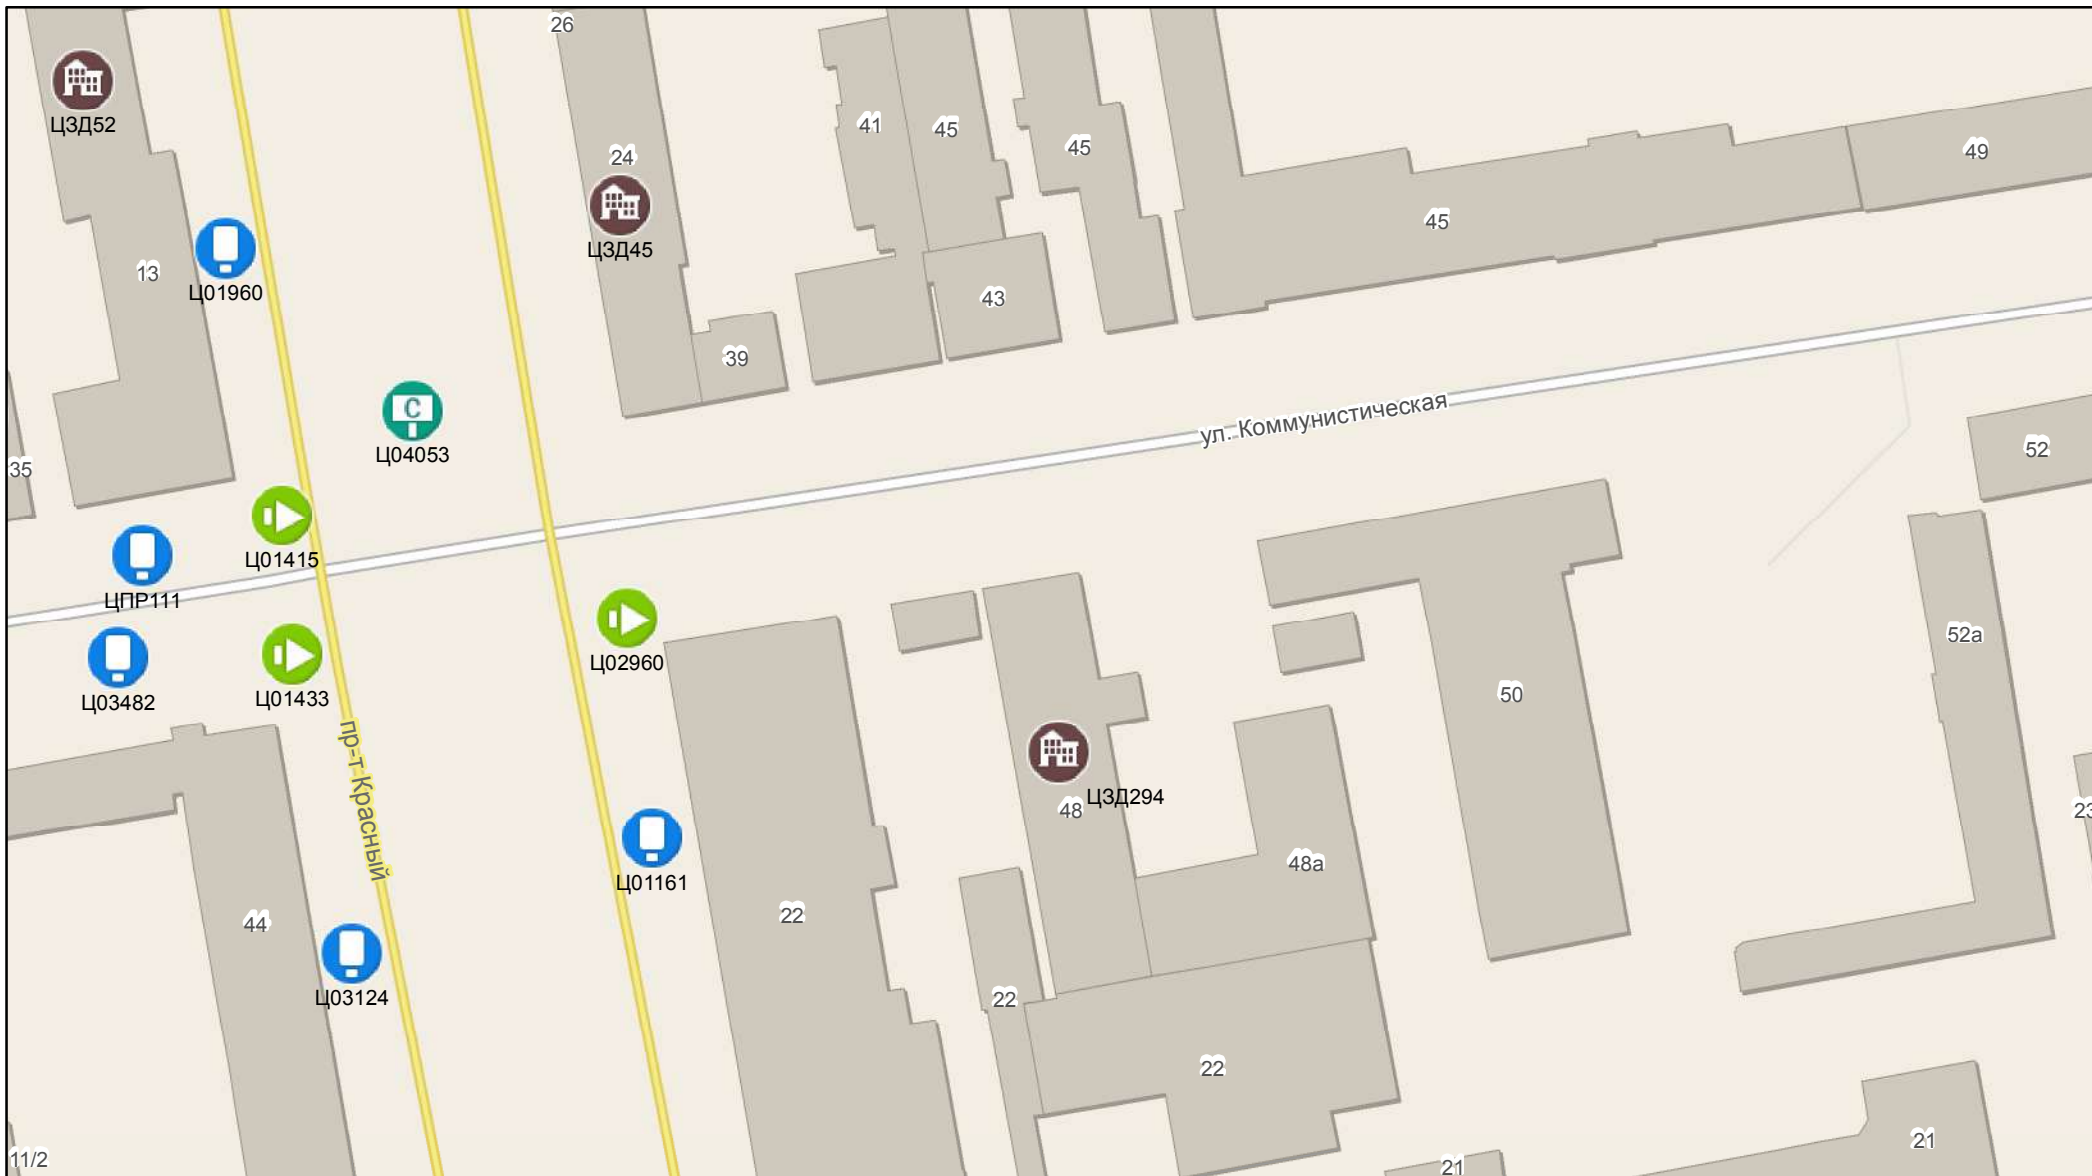 26
ЦЗД52
41
45
45
24
49
45
ЦЗД45
13
Ц01960
43
39
ул. Коммунистическая
C
Ц04053
52
35
Ц01415
ЦПР111
52а
Ц02960
Ц03482
Ц01433
50
пр-т Красный
ЦЗД294
48
23
48а
Ц01161
22
44
Ц03124
22
22
21
11/2
21